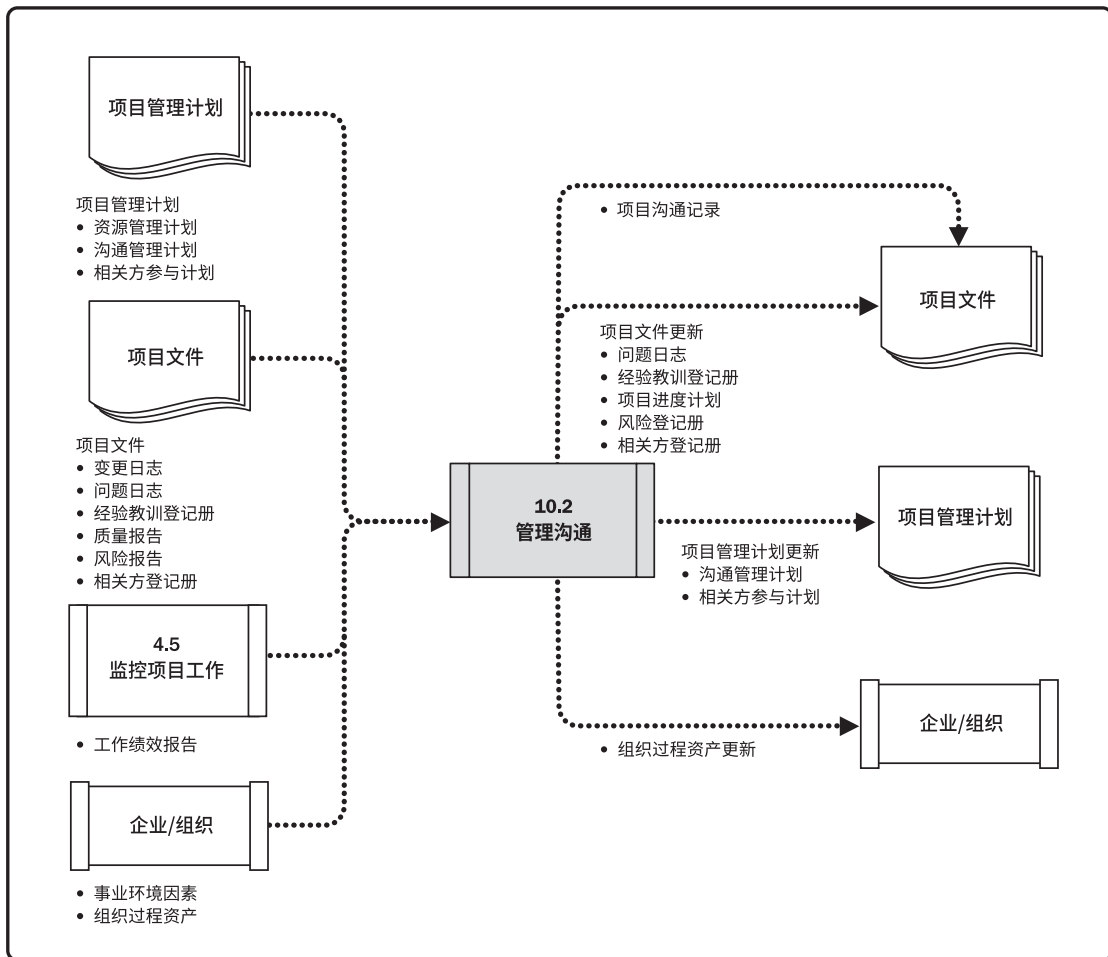 项目管理计划
项目管理计划
• 资源管理计划
• 沟通管理计划
• 相关方参与计划
项目文件
项目文件
• 变更日志
• 问题日志
• 经验教训登记册
• 质量报告
• 风险报告
• 相关方登记册
4.5
监控项目工作
• 工作绩效报告
企业/组织
• 事业环境因素
• 组织过程资产
10.2
管理沟通
• 项目沟通记录
项目文件
项目文件更新
• 问题日志
• 经验教训登记册
• 项目进度计划
• 风险登记册
• 相关方登记册
项目管理计划
项目管理计划更新
• 沟通管理计划
• 相关方参与计划
企业/组织
• 组织过程资产更新